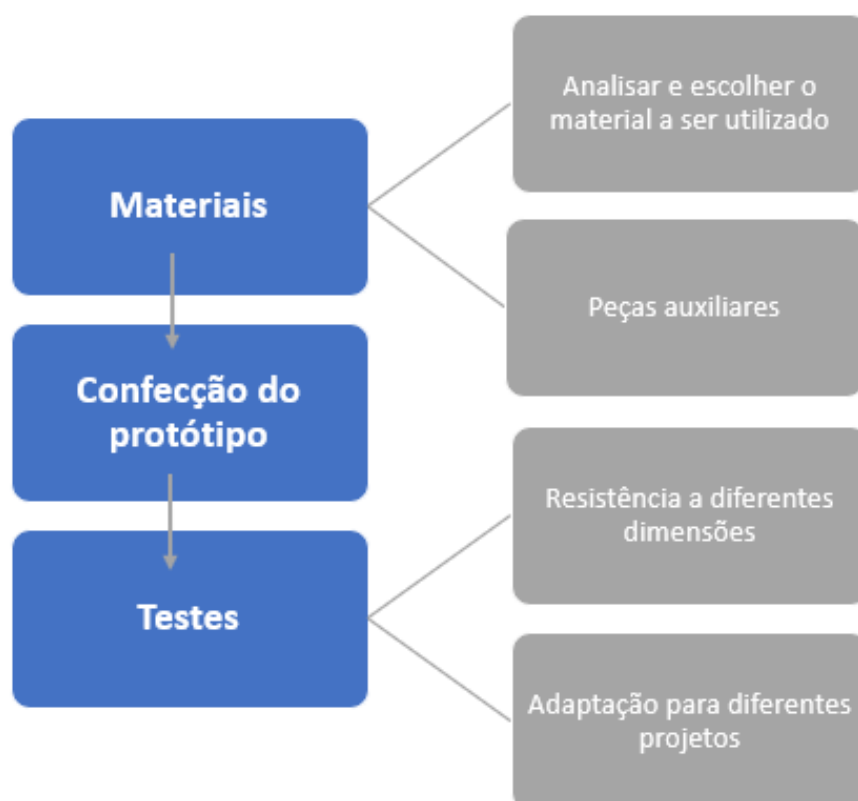 Materiais
Analisar e escolher o
material a ser utilizado
Peças auxiliares
Confecção do
protótipo
Testes
Resistência a diferentes
dimensões
Adaptação para diferentes
projetos